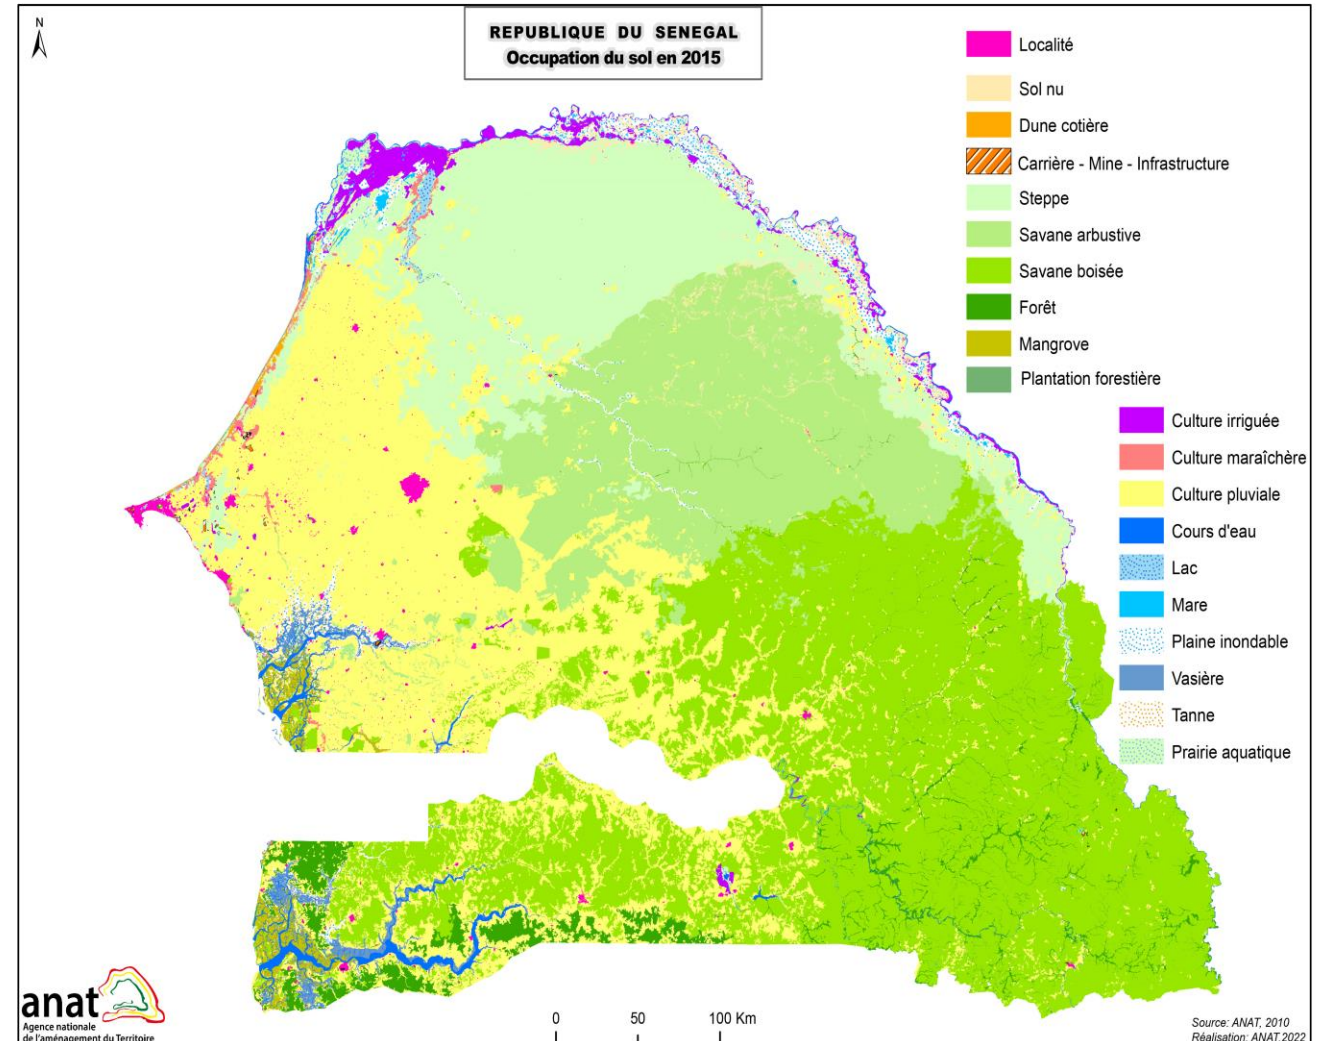 N
REPUBLIQUE DU SENEGAL
Occupation du sol en 2015
Localité
Sol nu
Dune cotière
Carrière - Mine - Infrastructure
Steppe
Savane arbustive
Savane boisée
Forêt
Mangrove
Plantation forestière
Culture irriguée
Culture maraîchère
Culture pluviale
Cours d'eau
Lac
Mare
Plaine inondable
Vasière
Tanne
Prairie aquatique
anat
Agence nationale
de l'aménagement du Territoire
0 50 100 Km
Source: ANAT, 2010
Réalisation: ANAT,2022